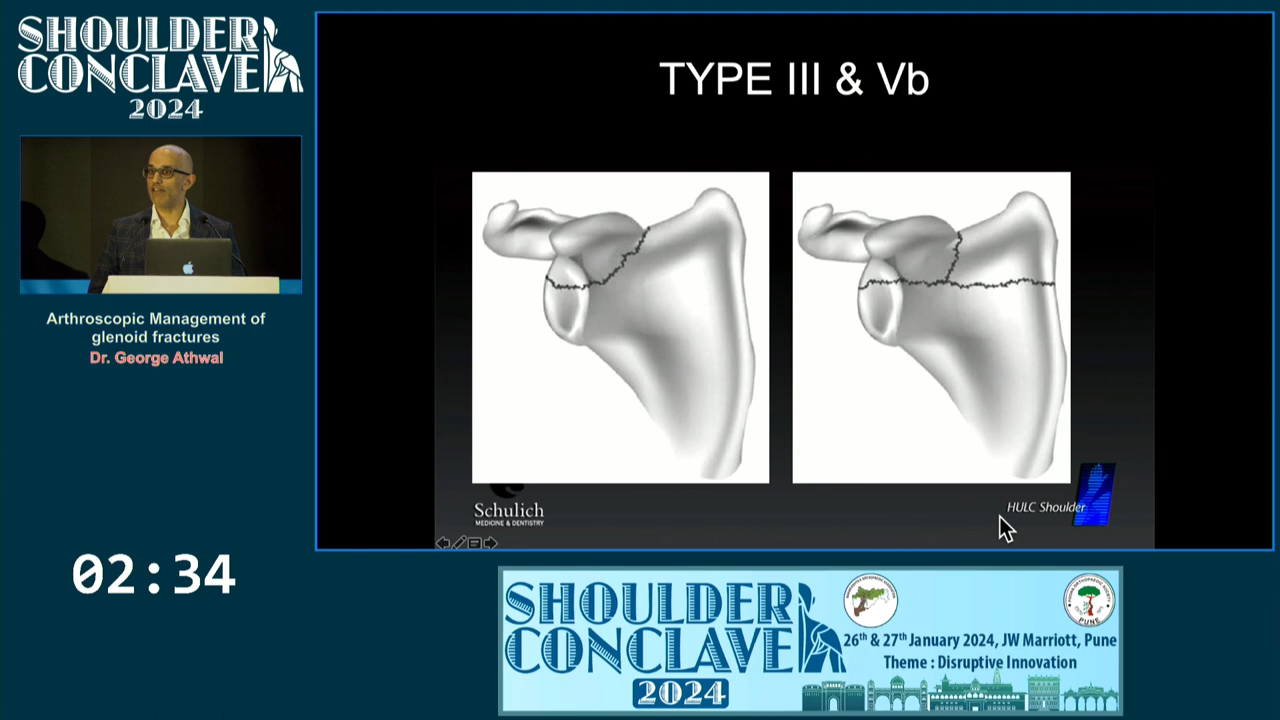 SHOULDER
CONCLAVE
2024
Arthroscopic Management of
glenoid fractures
Dr. George Athwal
02:34
TYPE III & Vb
Schulich
MEDICINE & DENTISTRY
HULC Shoulder
SHOULDER
CONCLAVE
2024
PUNE
26th & 27th January 2024, JW Marriott, Pune
Theme : Disruptive Innovation